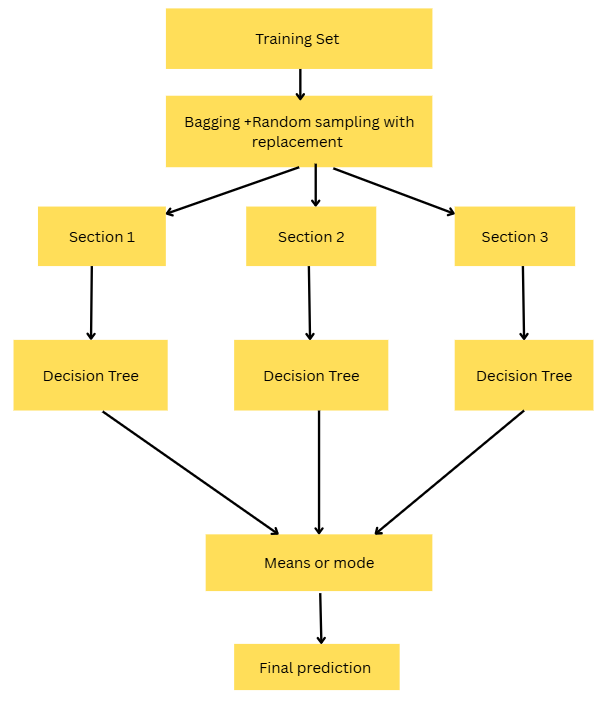 Training Set
Bagging +Random sampling with
replacement
Section 1
Section 2
Section 3
Decision Tree
Decision Tree
Decision Tree
Means or mode
Final prediction